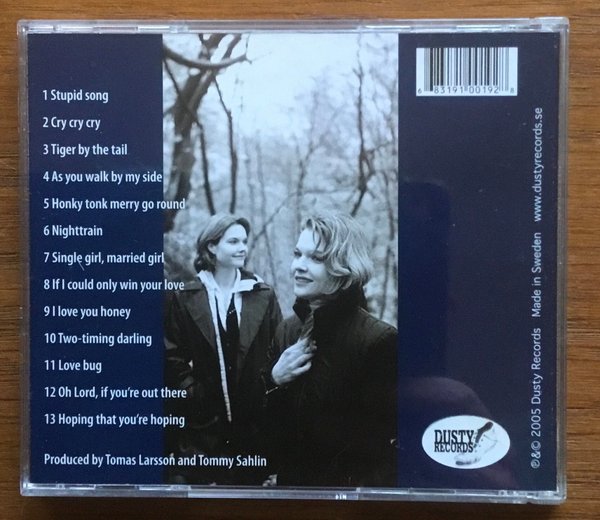 1 Stupid song
2 Cry cry cry
3 Tiger by the tail
4 As you walk by my side
5 Honky tonk merry go round
6 Nighttrain
7 Single girl, married girl
8 If I could only win your love
9 I love you honey
10 Two-timing darling
11 Love bug
12 Oh Lord, if you're out there
13 Hoping that you're hoping
Produced by Tomas Larsson and Tommy Sahlin
6 83191 00192 8
DUSTY
RECORDS
℗&© 2005 Dusty Records Made in Sweden www.dustyrecords.se